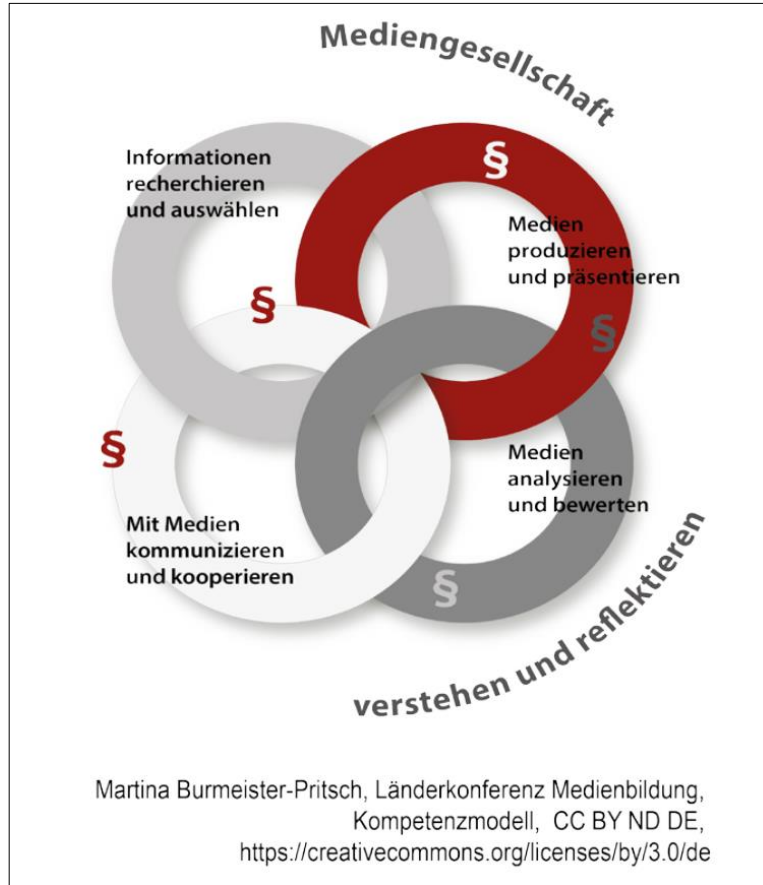 Mediengesellschaft
Informationen
recherchieren
und auswählen
§
Medien
produzieren
und präsentieren
§
§
§
Mit Medien
kommunizieren
und kooperieren
Medien
analysieren
und bewerten
§
verstehen und reflektieren
Martina Burmeister-Pritsch, Länderkonferenz Medienbildung,
Kompetenzmodell, CC BY ND DE,
https://creativecommons.org/licenses/by/3.0/de